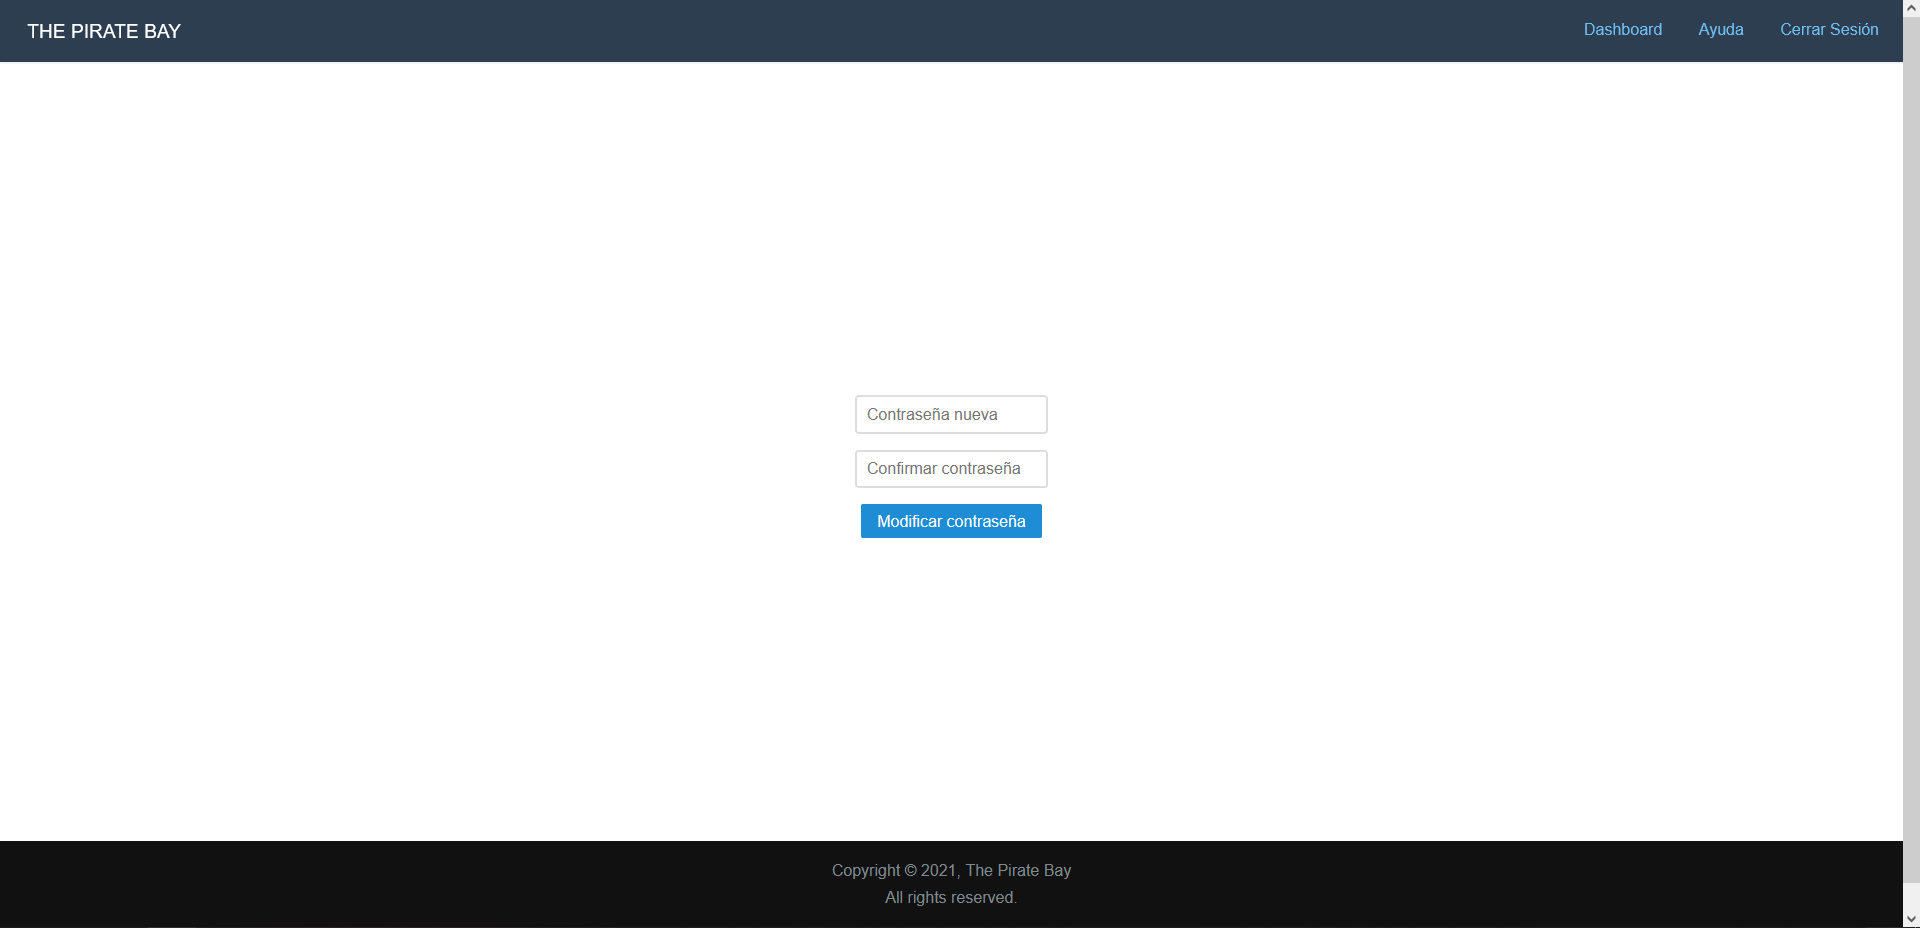 THE PIRATE BAY
Dashboard Ayuda Cerrar Sesión
Contraseña nueva
Confirmar contraseña
Modificar contraseña
Copyright © 2021, The Pirate Bay
All rights reserved.